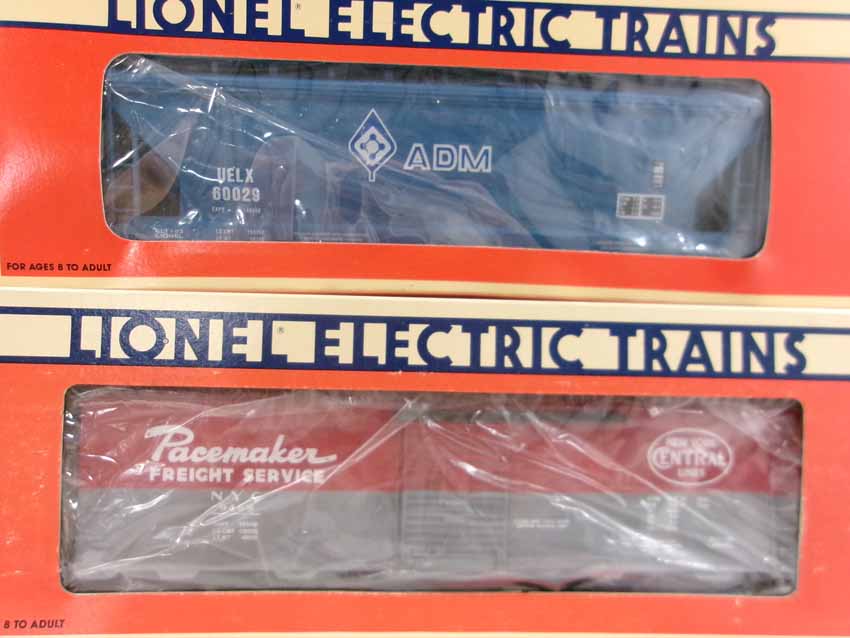 LIONEL® ELECTRIC TRAINS
ADM
UELX
60029
FOR AGES 8 TO ADULT
LIONEL® ELECTRIC TRAINS
Pacemaker
FREIGHT SERVICE
NYC
NEW YORK
CENTRAL
LINES
8 TO ADULT